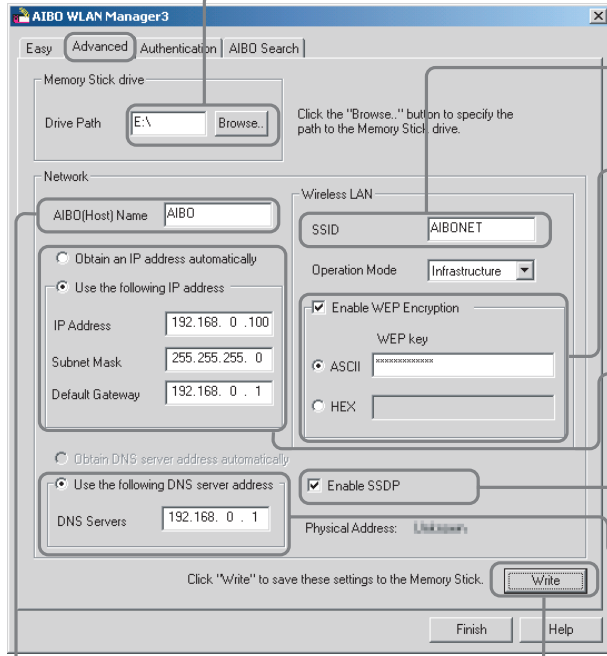 AIBO WLAN Manager3
Easy Advanced Authentication AIBO Search
Memory Stick drive
Drive Path E:\ Browse..
Click the "Browse.." button to specify the
path to the Memory Stick drive.
Network
AIBO(Host) Name AIBO
Obtain an IP address automatically
Use the following IP address
IP Address 192.168. 0 .100
Subnet Mask 255.255.255. 0
Default Gateway 192.168. 0 . 1
Wireless LAN
SSID AIBONET
Operation Mode Infrastructure
Enable WEP Encryption
WEP key
ASCII ×××××××××××××
HEX
Obtain DNS server address automatically
Use the following DNS server address
DNS Servers 192.168. 0 . 1
Enable SSDP
Physical Address:
Click "Write" to save these settings to the Memory Stick. Write
Finish Help